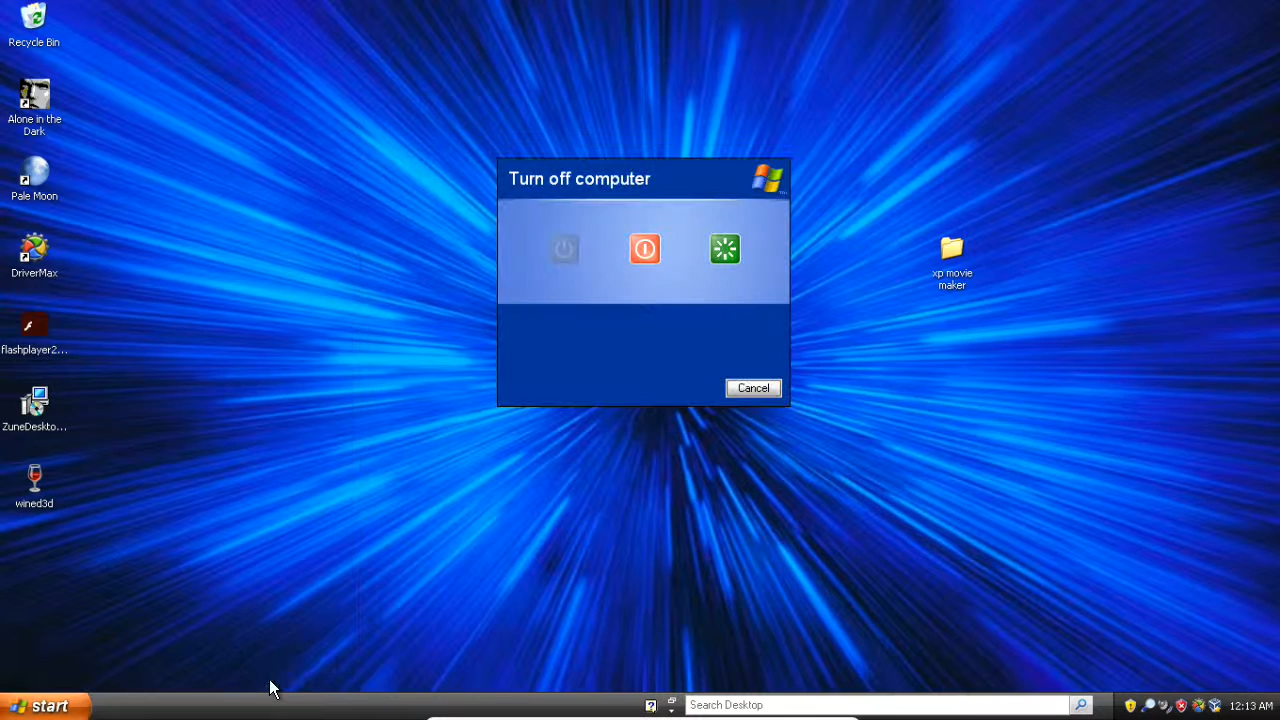 Recycle Bin
Alone in the
Dark
Pale Moon
DriverMax
flashplayer2...
ZuneDeskto...
wined3d
Turn off computer
Cancel
xp movie
maker
start
Search Desktop
12:13 AM